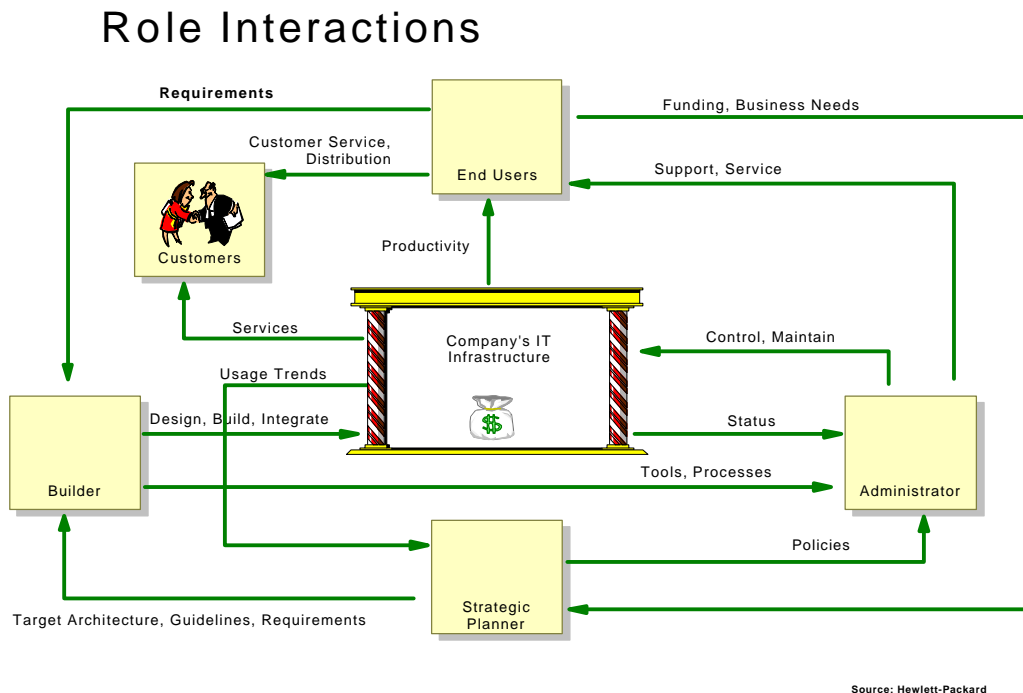 Role Interactions
Requirements
Funding, Business Needs
Customer Service,
Distribution
End Users
Support, Service
Customers
Productivity
Services
Company's IT
Infrastructure
Control, Maintain
Usage Trends
$
Design, Build, Integrate
Status
Tools, Processes
Builder
Administrator
Policies
Strategic
Planner
Target Architecture, Guidelines, Requirements
Source: Hewlett-Packard